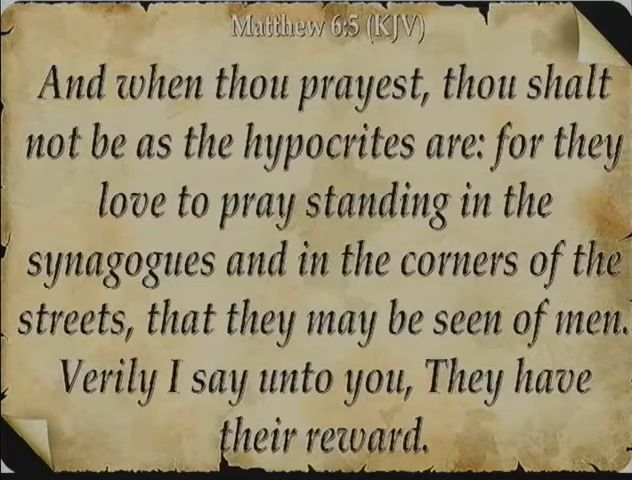 Matthew 6:5 (KJV)
And when thou prayest, thou shalt
not be as the hypocrites are: for they
love to pray standing in the
synagogues and in the corners of the
streets, that they may be seen of men.
Verily I say unto you, They have
their reward.